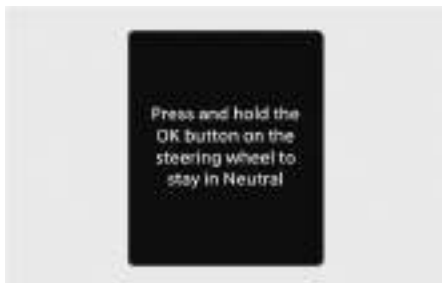 Press and hold the
OK button on the
steering wheel to
stay in Neutral